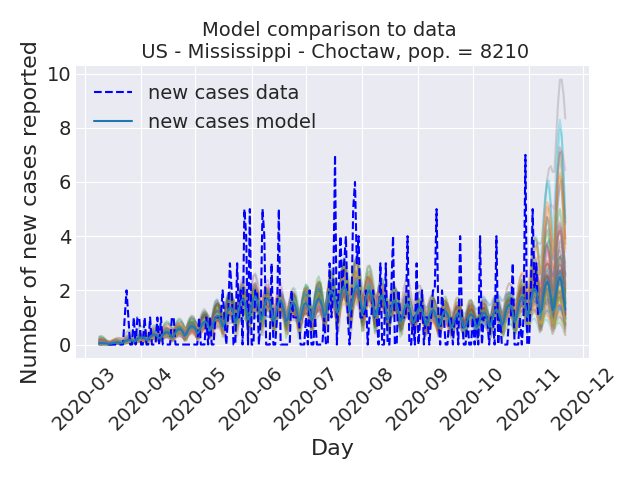 Model comparison to data
US - Mississippi - Choctaw, pop. = 8210
Number of new cases reported
10
8
6
4
2
0
new cases data
new cases model
2020-03
2020-04
2020-05
2020-06
2020-07
2020-08
2020-09
2020-10
2020-11
2020-12
Day